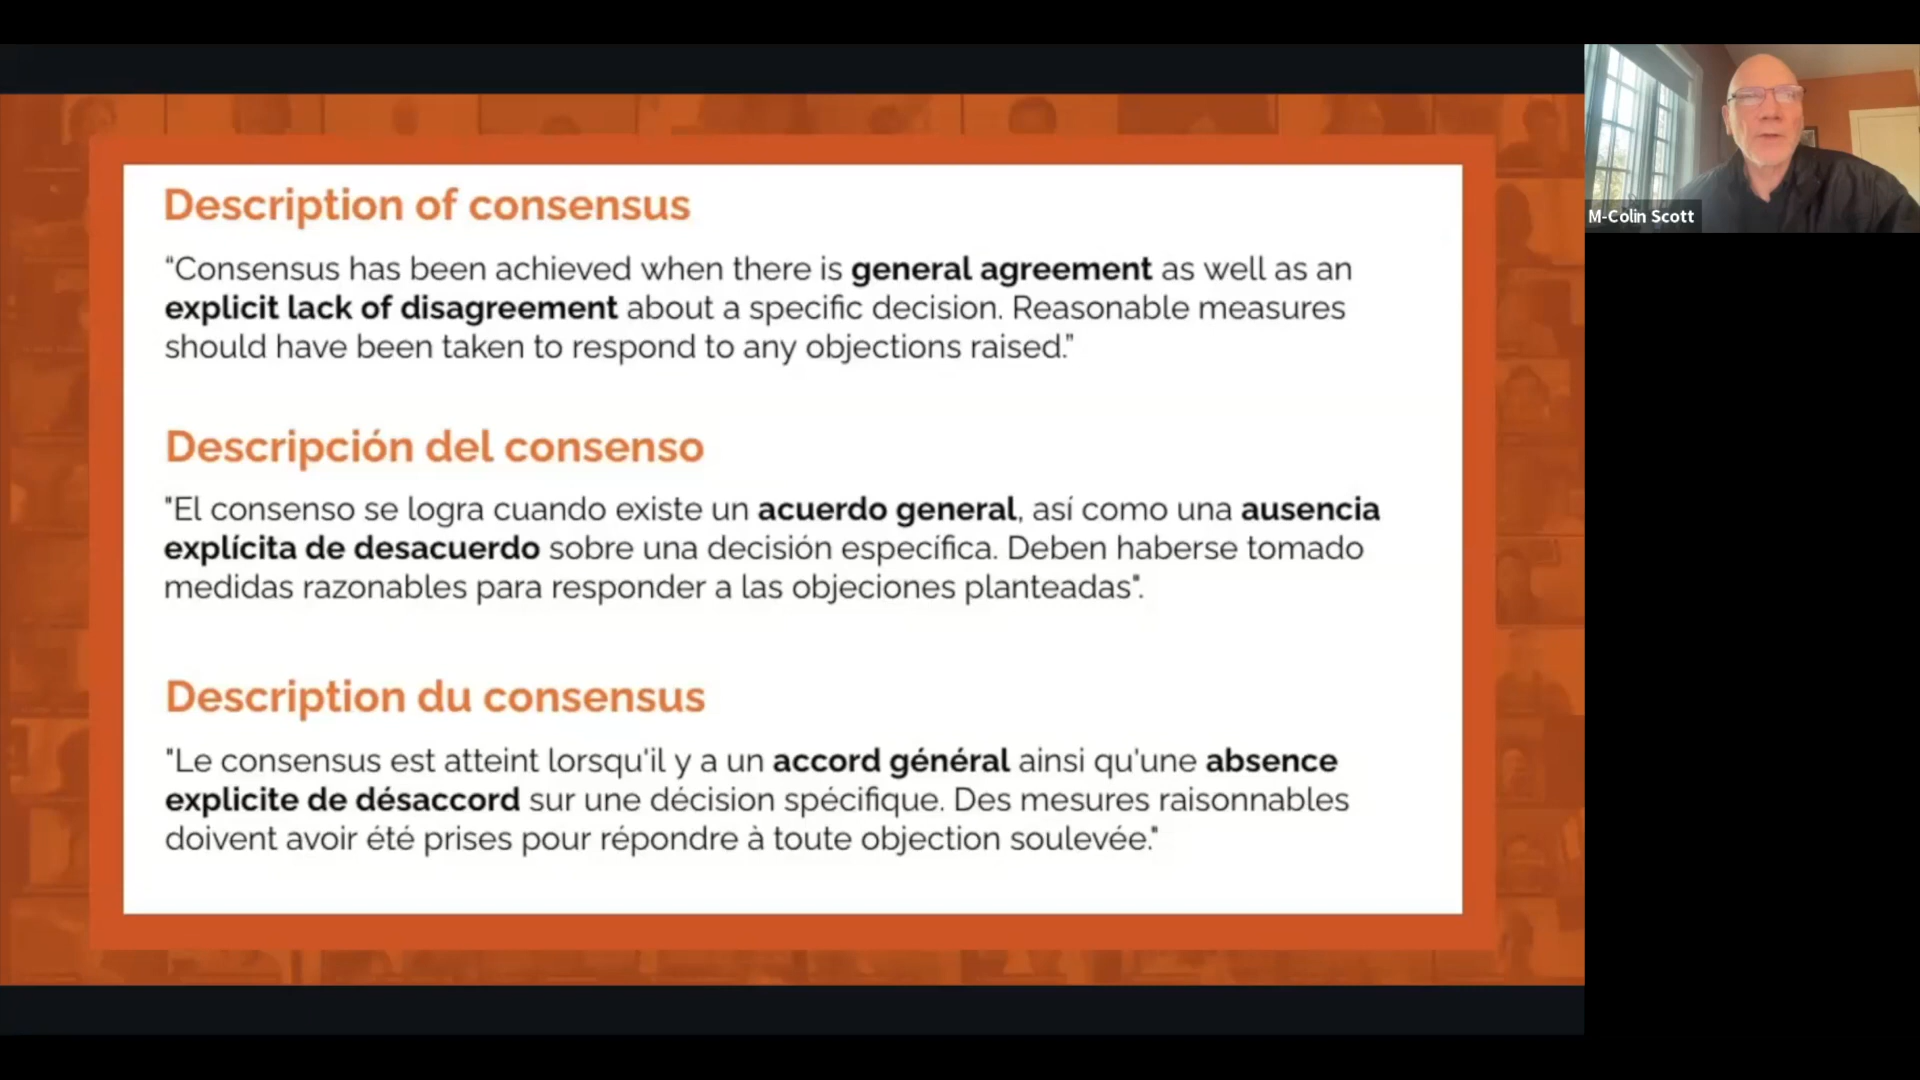 Description of consensus
“Consensus has been achieved when there is general agreement as well as an
explicit lack of disagreement about a specific decision. Reasonable measures
should have been taken to respond to any objections raised.”
Descripción del consenso
"El consenso se logra cuando existe un acuerdo general, así como una ausencia
explícita de desacuerdo sobre una decisión específica. Deben haberse tomado
medidas razonables para responder a las objeciones planteadas".
Description du consensus
"Le consensus est atteint lorsqu'il y a un accord général ainsi qu'une absence
explicite de désaccord sur une décision spécifique. Des mesures raisonnables
doivent avoir été prises pour répondre à toute objection soulevée."
M-Colin Scott